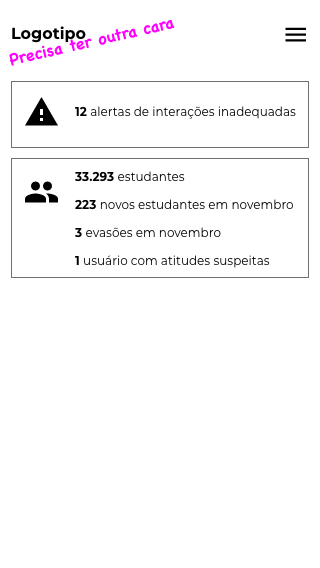 Logotipo
Precisa ter outra cara
12 alertas de interações inadequadas
33.293 estudantes
223 novos estudantes em novembro
3 evasões em novembro
1 usuário com atitudes suspeitas